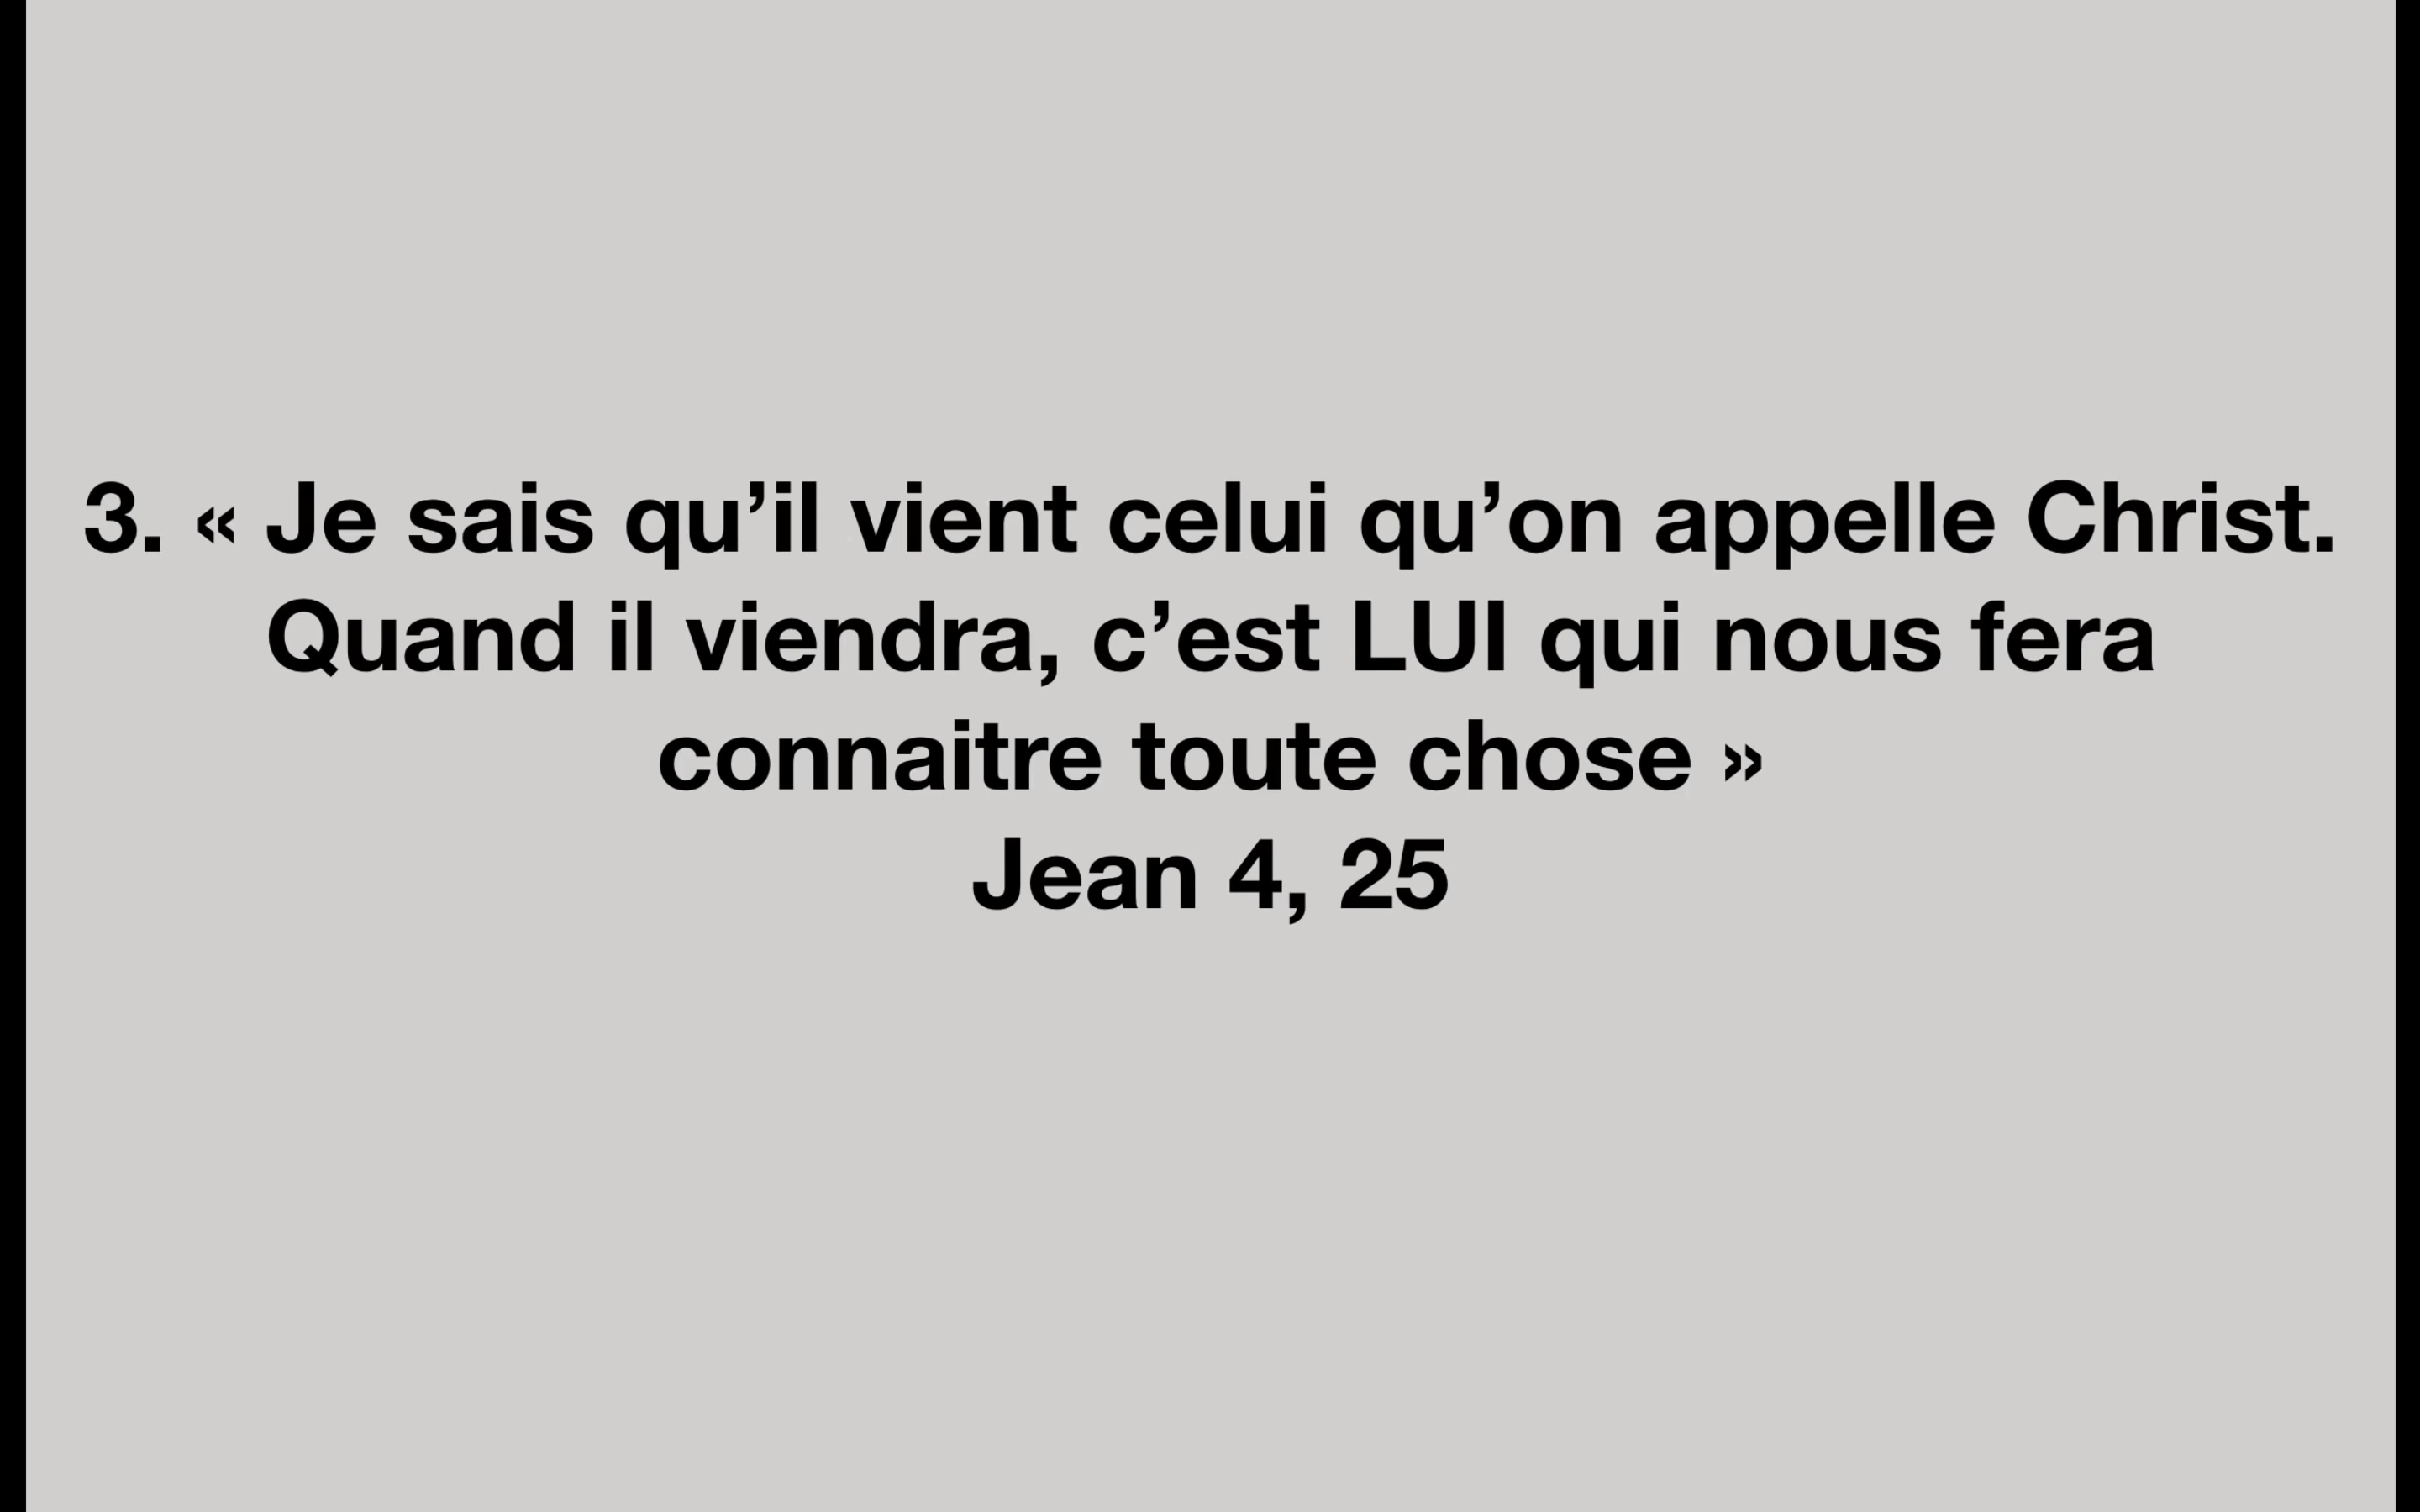 3. « Je sais qu’il vient celui qu’on appelle Christ.
Quand il viendra, c’est LUI qui nous fera
connaitre toute chose »
Jean 4, 25